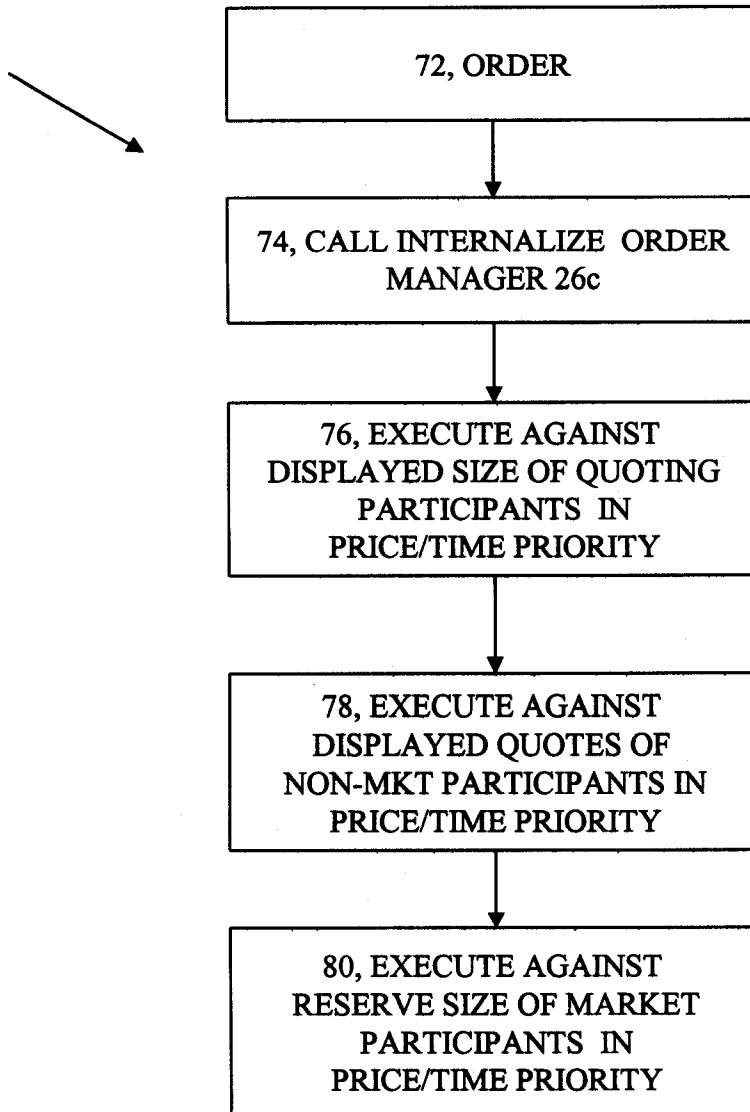 72, ORDER
74, CALL INTERNALIZE ORDER
MANAGER 26c
76, EXECUTE AGAINST
DISPLAYED SIZE OF QUOTING
PARTICIPANTS IN
PRICE/TIME PRIORITY
78, EXECUTE AGAINST
DISPLAYED QUOTES OF
NON-MKT PARTICIPANTS IN
PRICE/TIME PRIORITY
80, EXECUTE AGAINST
RESERVE SIZE OF MARKET
PARTICIPANTS IN
PRICE/TIME PRIORITY